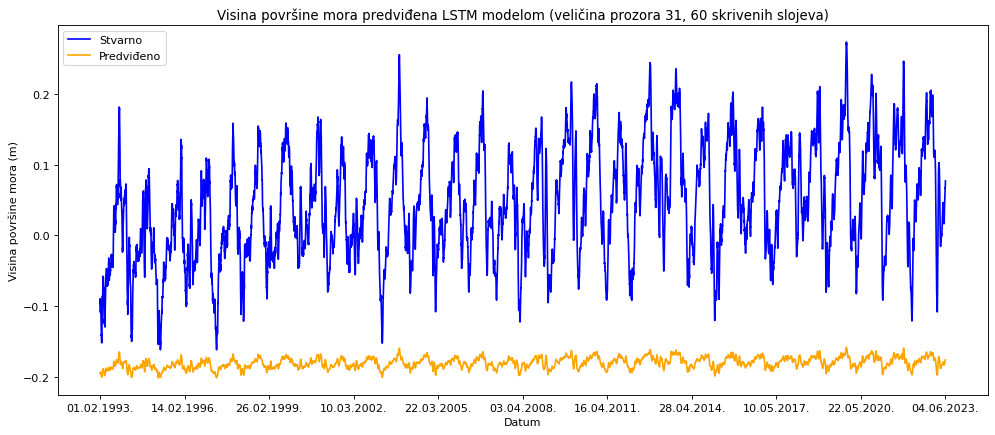 Visina površine mora predviđena LSTM modelom (veličina prozora 31, 60 skrivenih slojeva)
Stvarno
Predviđeno
Visina površine mora (m)
0.2
0.1
0.0
−0.1
−0.2
01.02.1993. 14.02.1996. 26.02.1999. 10.03.2002. 22.03.2005. 03.04.2008. 16.04.2011. 28.04.2014. 10.05.2017. 22.05.2020. 04.06.2023.
Datum